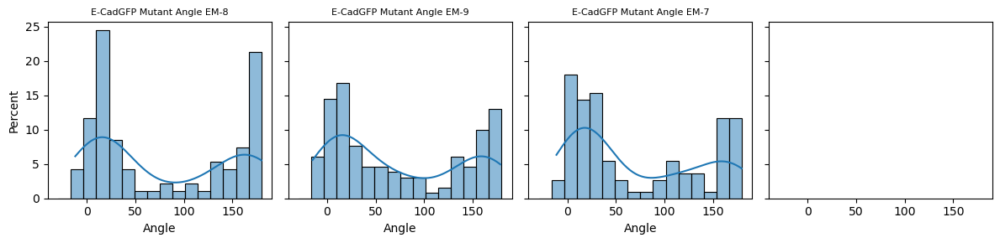 E-CadGFP Mutant Angle EM-8
E-CadGFP Mutant Angle EM-9
E-CadGFP Mutant Angle EM-7
Percent
25
20
15
10
5
0
0 50 100 150
0 50 100 150
0 50 100 150
0 50 100 150
Angle
Angle
Angle